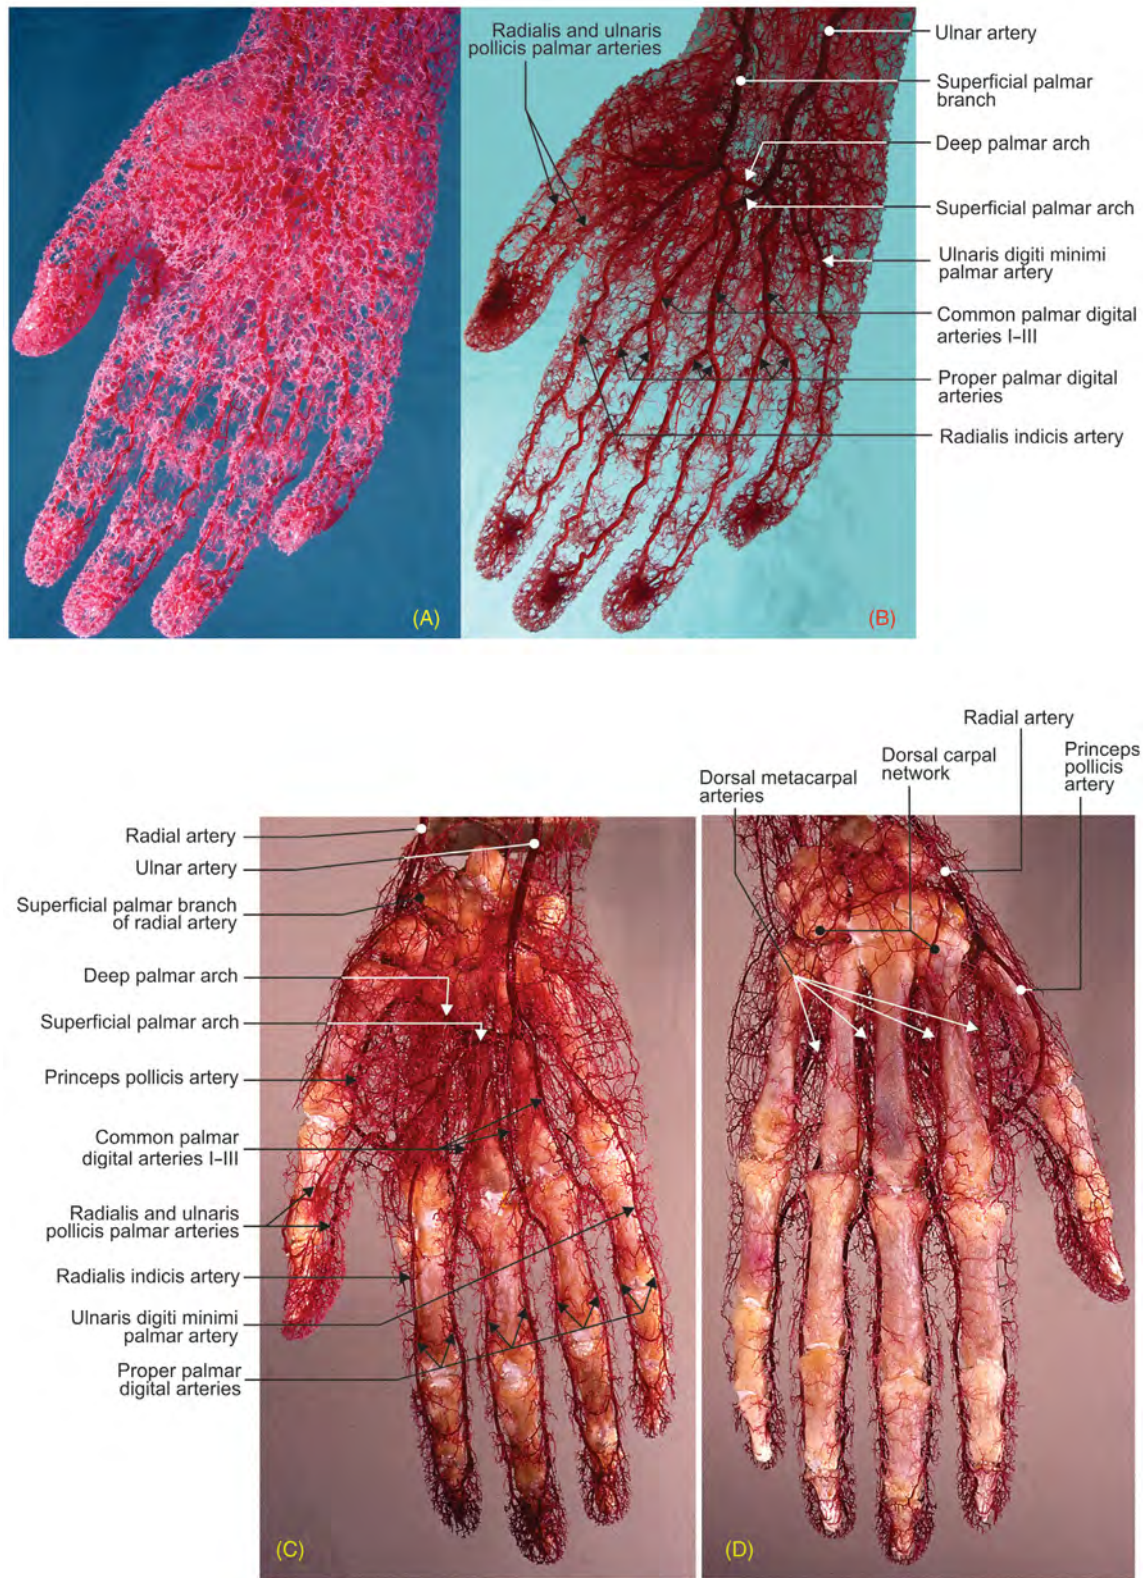 Radialis and ulnaris
pollicis palmar arteries
Ulnar artery
Superficial palmar
branch
Deep palmar arch
Superficial palmar arch
Ulnaris digiti minimi
palmar artery
Common palmar digital
arteries I–III
Proper palmar digital
arteries
Radialis indicis artery
(A)
(B)
Radial artery
Ulnar artery
Superficial palmar branch
of radial artery
Deep palmar arch
Superficial palmar arch
Princeps pollicis artery
Common palmar
digital arteries I–III
Radialis and ulnaris
pollicis palmar arteries
Radialis indicis artery
Ulnaris digiti minimi
palmar artery
Proper palmar
digital arteries
(C)
Radial artery
Princeps
pollicis
artery
Dorsal carpal
network
Dorsal metacarpal
arteries
(D)